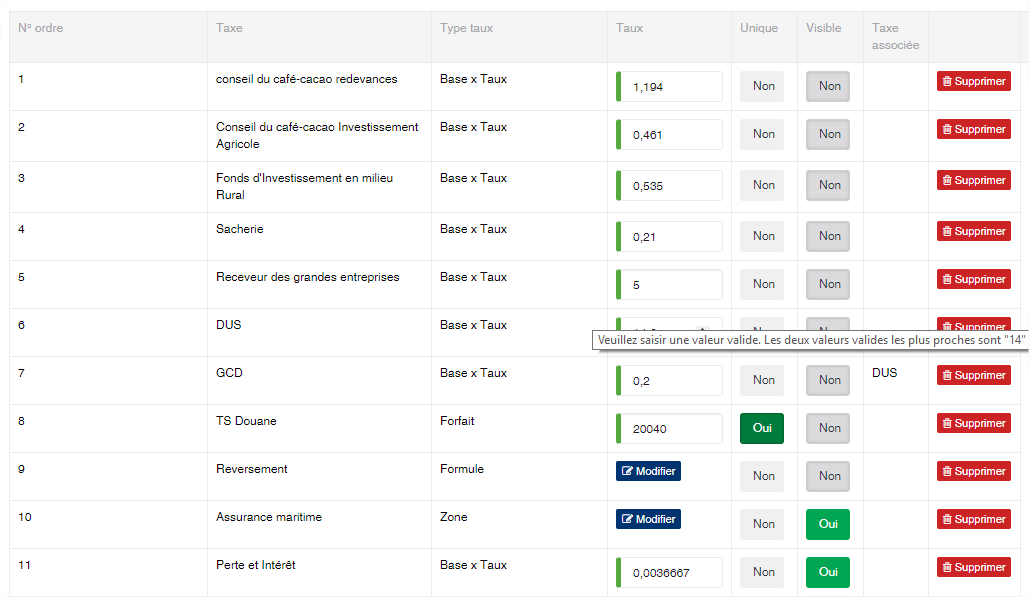 N° ordre Taxe Type taux Taux Unique Visible Taxe associée
1 conseil du café-cacao redevances Base x Taux 1,194 Non Non Supprimer
2 Conseil du café-cacao Investissement Agricole Base x Taux 0,461 Non Non Supprimer
3 Fonds d'Investissement en milieu Rural Base x Taux 0,535 Non Non Supprimer
4 Sacherie Base x Taux 0,21 Non Non Supprimer
5 Receveur des grandes entreprises Base x Taux 5 Non Non Supprimer
6 DUS Base x Taux Supprimer
Veuillez saisir une valeur valide. Les deux valeurs valides les plus proches sont "14"
7 GCD Base x Taux 0,2 Non Non DUS Supprimer
8 TS Douane Forfait 20040 Oui Non Supprimer
9 Reversement Formule Modifier Non Non Supprimer
10 Assurance maritime Zone Modifier Non Oui Supprimer
11 Perte et Intérêt Base x Taux 0,0036667 Non Oui Supprimer